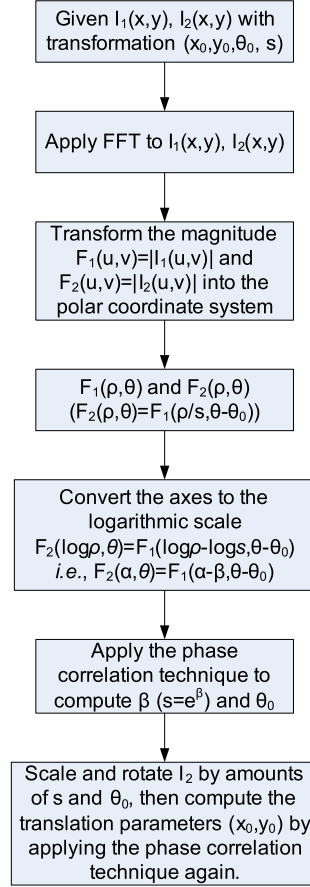 Given I₁(x,y), I₂(x,y) with
transformation (x₀,y₀,θ₀, s)
Apply FFT to I₁(x,y), I₂(x,y)
Transform the magnitude
F₁(u,v)=|I₁(u,v)| and
F₂(u,v)=|I₂(u,v)| into the
polar coordinate system
F₁(ρ,θ) and F₂(ρ,θ)
(F₂(ρ,θ)=F₁(ρ/s,θ-θ₀))
Convert the axes to the
logarithmic scale
F₂(logρ,θ)=F₁(logρ-logs,θ-θ₀)
i.e., F₂(α,θ)=F₁(α-β,θ-θ₀)
Apply the phase
correlation technique to
compute β (s=e^β) and θ₀
Scale and rotate I₂ by amounts
of s and θ₀, then compute the
translation parameters (x₀,y₀) by
applying the phase correlation
technique again.